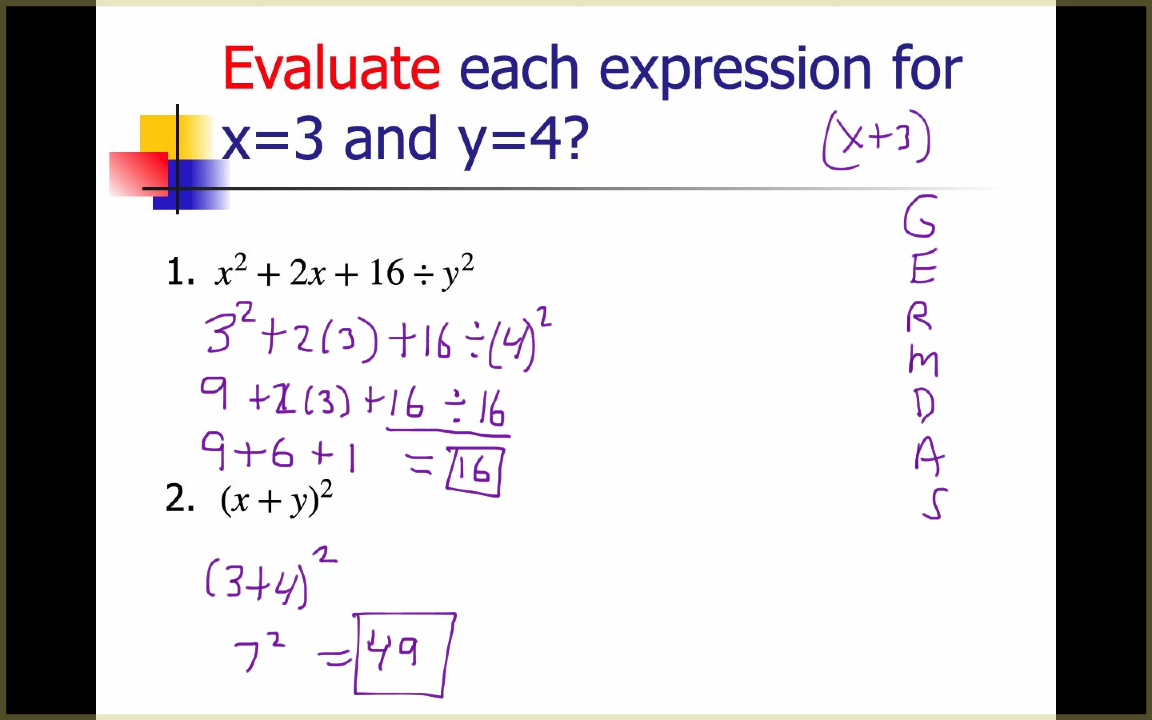 Evaluate each expression for
x=3 and y=4?
(x+3)
G
E
R
M
D
A
S
1. x² + 2x + 16 ÷ y²
3² + 2(3) + 16 ÷ (4)²
9 + 2(3) + 16 ÷ 16
9 + 6 + 1 = 16
2. (x + y)²
(3+4)²
7² = 49